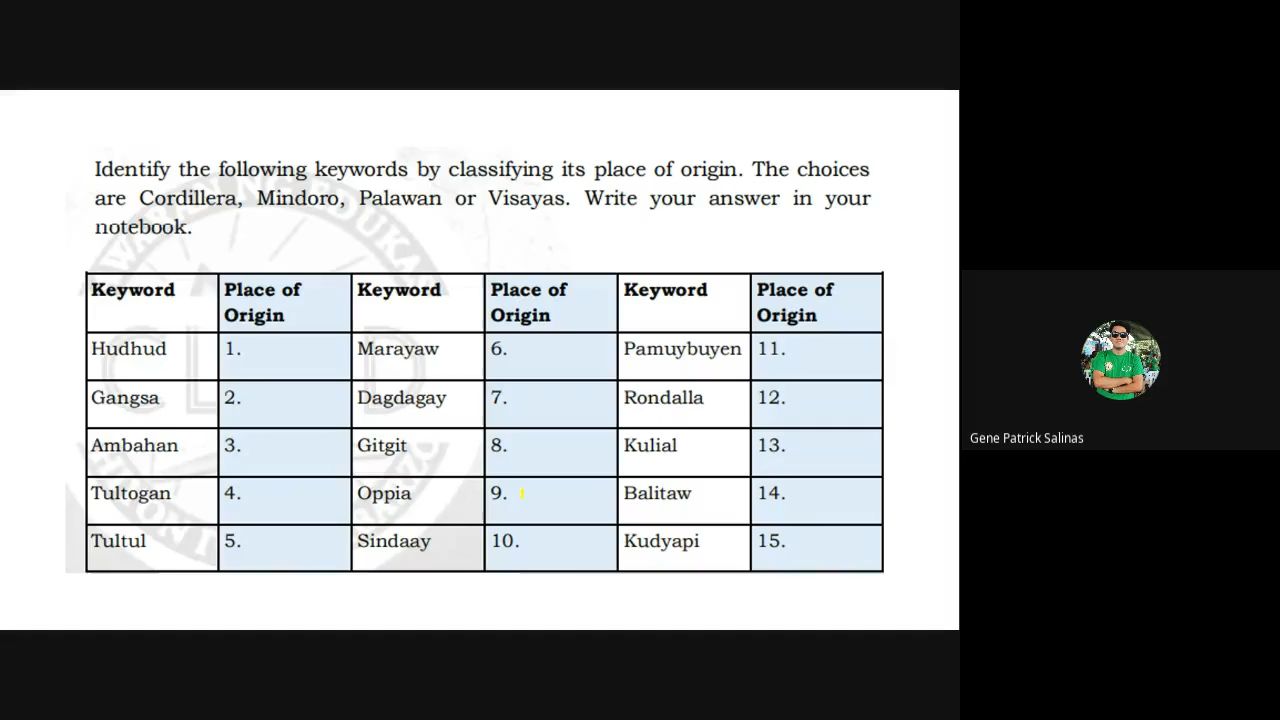 Identify the following keywords by classifying its place of origin. The choices
are Cordillera, Mindoro, Palawan or Visayas. Write your answer in your
notebook.
Keyword Place of Origin Keyword Place of Origin Keyword Place of Origin
Hudhud 1. Marayaw 6. Pamuybuyen 11.
Gangsa 2. Dagdagay 7. Rondalla 12.
Ambahan 3. Gitgit 8. Kulial 13.
Tultogan 4. Oppia 9. Balitaw 14.
Tultul 5. Sindaay 10. Kudyapi 15.
Gene Patrick Salinas